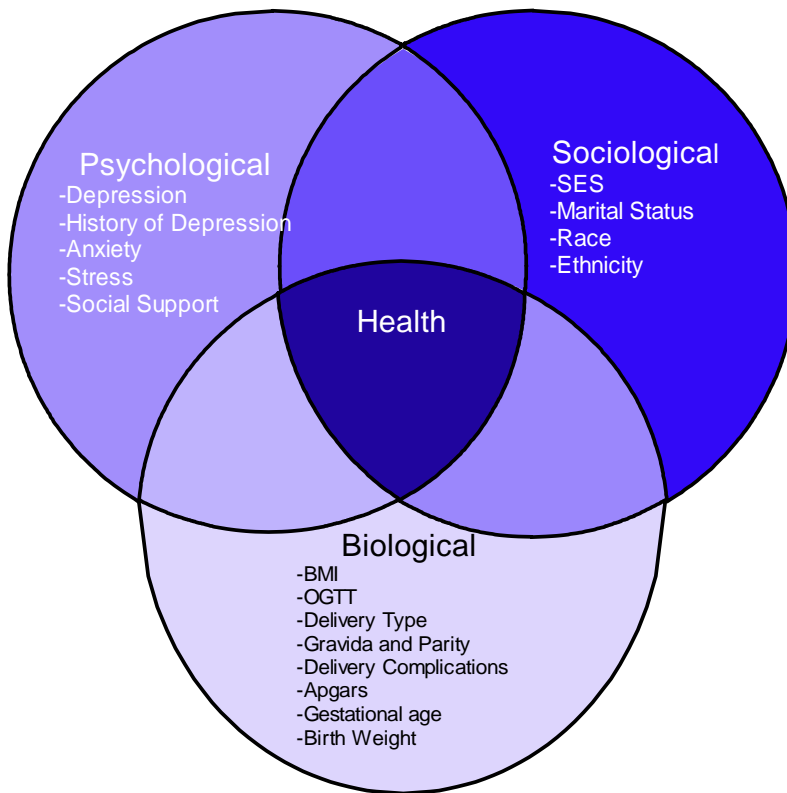 Psychological
-Depression
-History of Depression
-Anxiety
-Stress
-Social Support
Sociological
-SES
-Marital Status
-Race
-Ethnicity
Health
Biological
-BMI
-OGTT
-Delivery Type
-Gravida and Parity
-Delivery Complications
-Apgars
-Gestational age
-Birth Weight